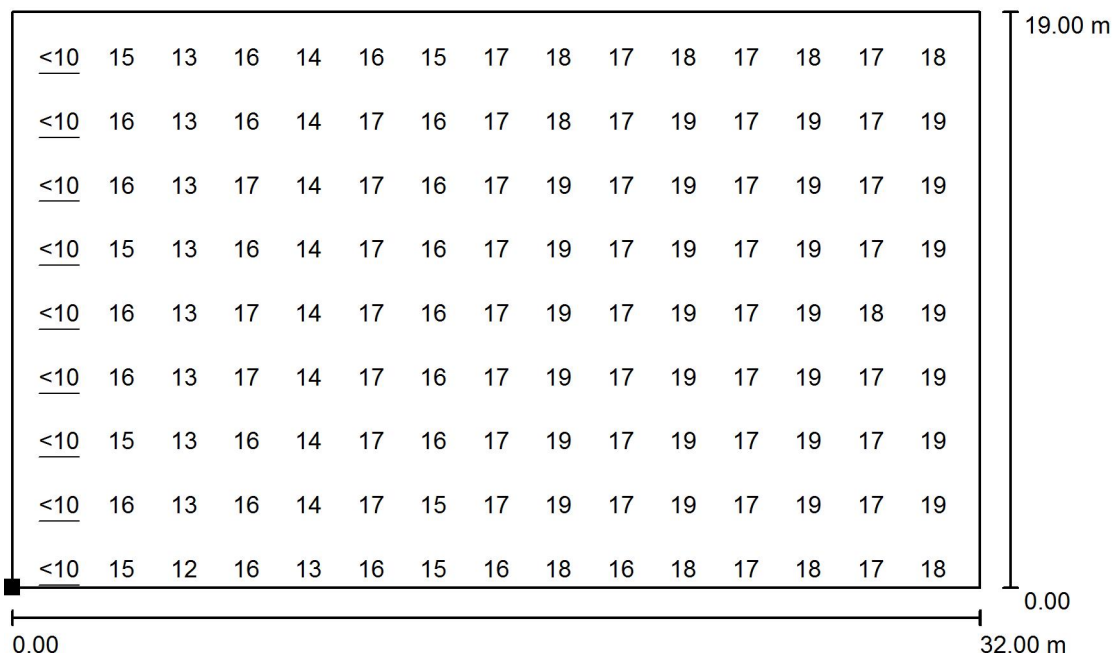 19.00 m
<10 15 13 16 14 16 15 17 18 17 18 17 18 17 18
<10 16 13 16 14 17 16 17 18 17 19 17 19 17 19
<10 16 13 17 14 17 16 17 19 17 19 17 19 17 19
<10 15 13 16 14 17 16 17 19 17 19 17 19 17 19
<10 16 13 17 14 17 16 17 19 17 19 17 19 18 19
<10 16 13 17 14 17 16 17 19 17 19 17 19 17 19
<10 15 13 16 14 17 16 17 19 17 19 17 19 17 19
<10 16 13 16 14 17 15 17 19 17 19 17 19 17 19
<10 15 12 16 13 16 15 16 18 16 18 17 18 17 18
0.00
0.00 32.00 m